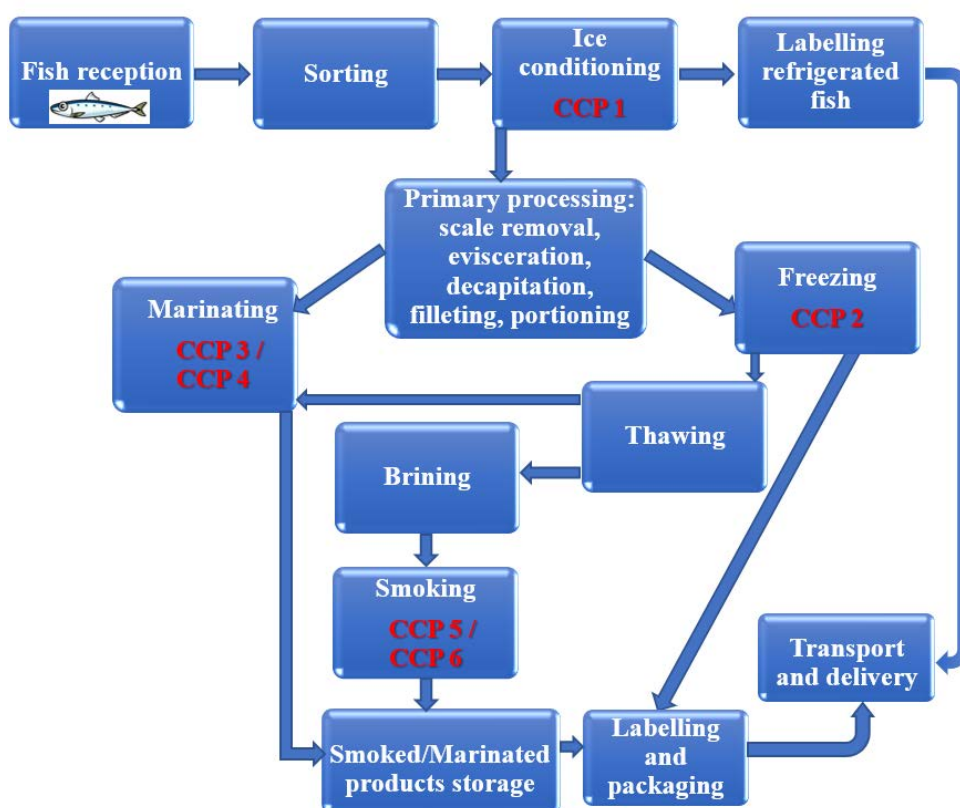 Fish reception
Sorting
Ice
conditioning
CCP 1
Labelling
refrigerated
fish
Primary processing:
scale removal,
evisceration,
decapitation,
filleting, portioning
Marinating
CCP 3 /
CCP 4
Freezing
CCP 2
Thawing
Brining
Smoking
CCP 5 /
CCP 6
Transport
and delivery
Smoked/Marinated
products storage
Labelling
and
packaging